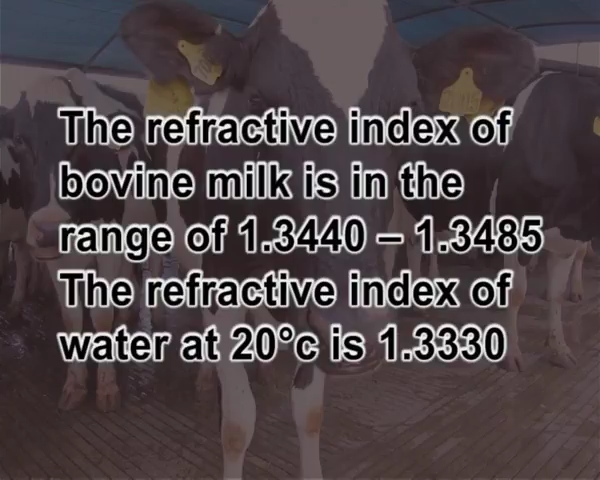 The refractive index of
bovine milk is in the
range of 1.3440 – 1.3485
The refractive index of
water at 20°c is 1.3330